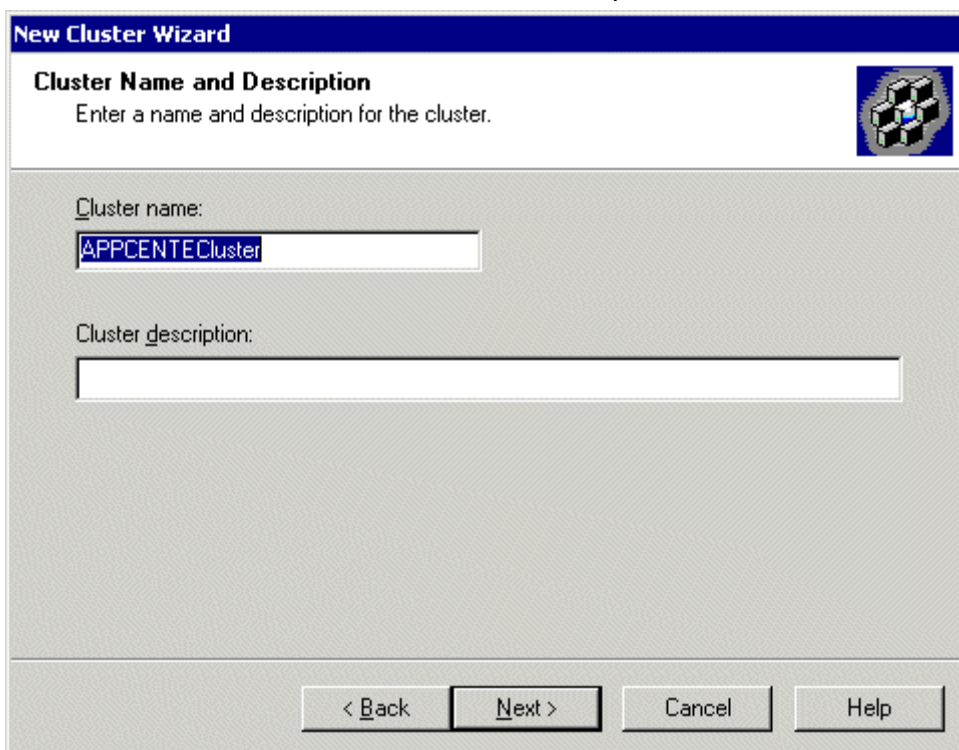 New Cluster Wizard
Cluster Name and Description
Enter a name and description for the cluster.
Cluster name:
APPCENTECluster
Cluster description:
< Back
Next >
Cancel
Help